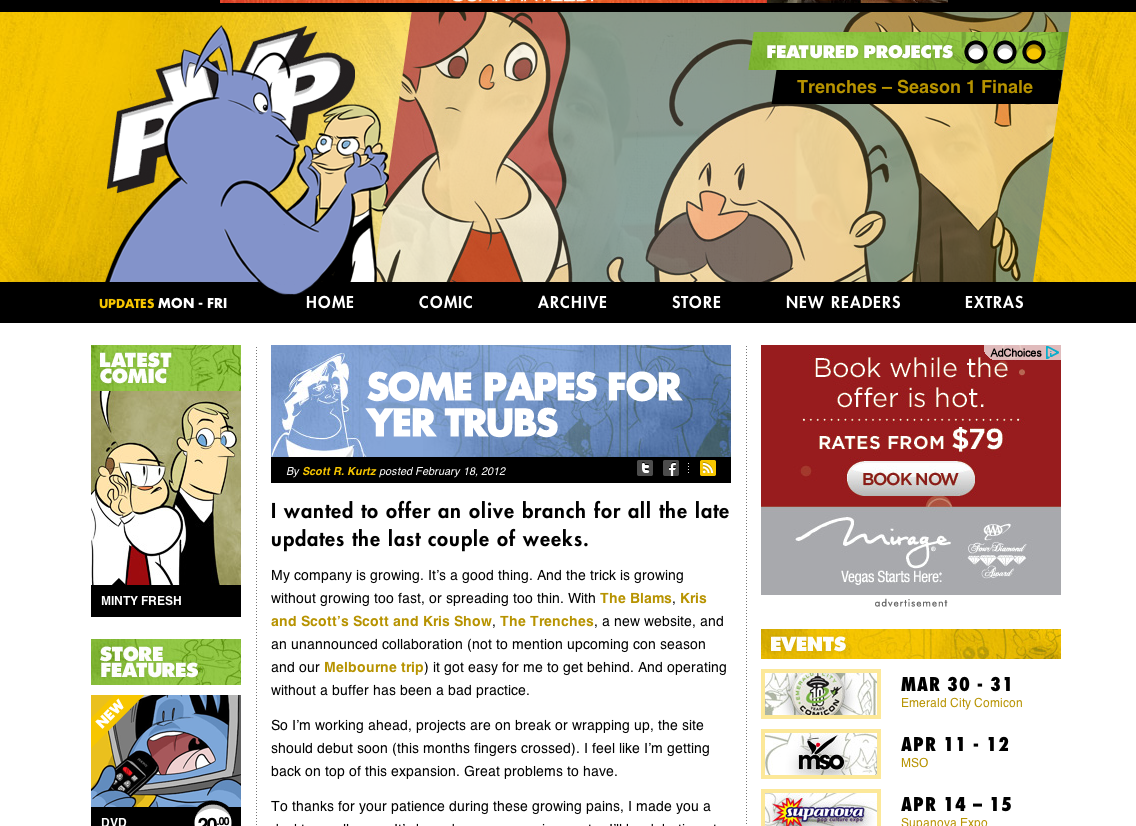 PVP
FEATURED PROJECTS
Trenches – Season 1 Finale
UPDATES MON - FRI
HOME
COMIC
ARCHIVE
STORE
NEW READERS
EXTRAS
LATEST
COMIC
MINTY FRESH
STORE
FEATURES
NEW
DVD
20.00
SOME PAPES FOR
YER TRUBS
By Scott R. Kurtz posted February 18, 2012
I wanted to offer an olive branch for all the late
updates the last couple of weeks.
My company is growing. It’s a good thing. And the trick is growing
without growing too fast, or spreading too thin. With The Blams, Kris
and Scott’s Scott and Kris Show, The Trenches, a new website, and
an unannounced collaboration (not to mention upcoming con season
and our Melbourne trip) it got easy for me to get behind. And operating
without a buffer has been a bad practice.
So I’m working ahead, projects are on break or wrapping up, the site
should debut soon (this months fingers crossed). I feel like I’m getting
back on top of this expansion. Great problems to have.
To thanks for your patience during these growing pains, I made you a
AdChoices
Book while the
offer is hot.
RATES FROM $79
BOOK NOW
Mirage
Vegas Starts Here.
AAA
Four Diamond
Award
advertisement
EVENTS
EMERALD CITY
10
YEARS
COMICON
MAR 30 - 31
Emerald City Comicon
mso
APR 11 - 12
MSO
supanova
pop culture expo
APR 14 – 15
Supanova Expo